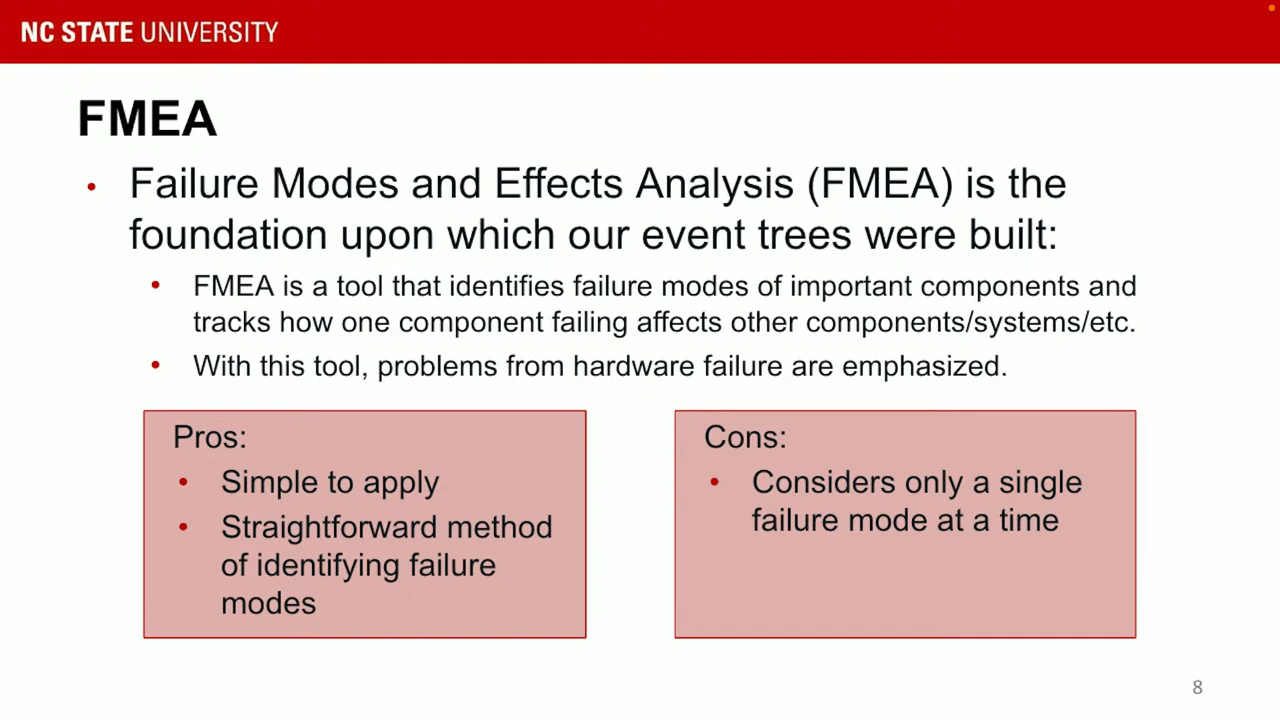 NC STATE UNIVERSITY
FMEA
• Failure Modes and Effects Analysis (FMEA) is the
foundation upon which our event trees were built:
• FMEA is a tool that identifies failure modes of important components and
tracks how one component failing affects other components/systems/etc.
• With this tool, problems from hardware failure are emphasized.
Pros:
• Simple to apply
• Straightforward method
of identifying failure
modes
Cons:
• Considers only a single
failure mode at a time
8